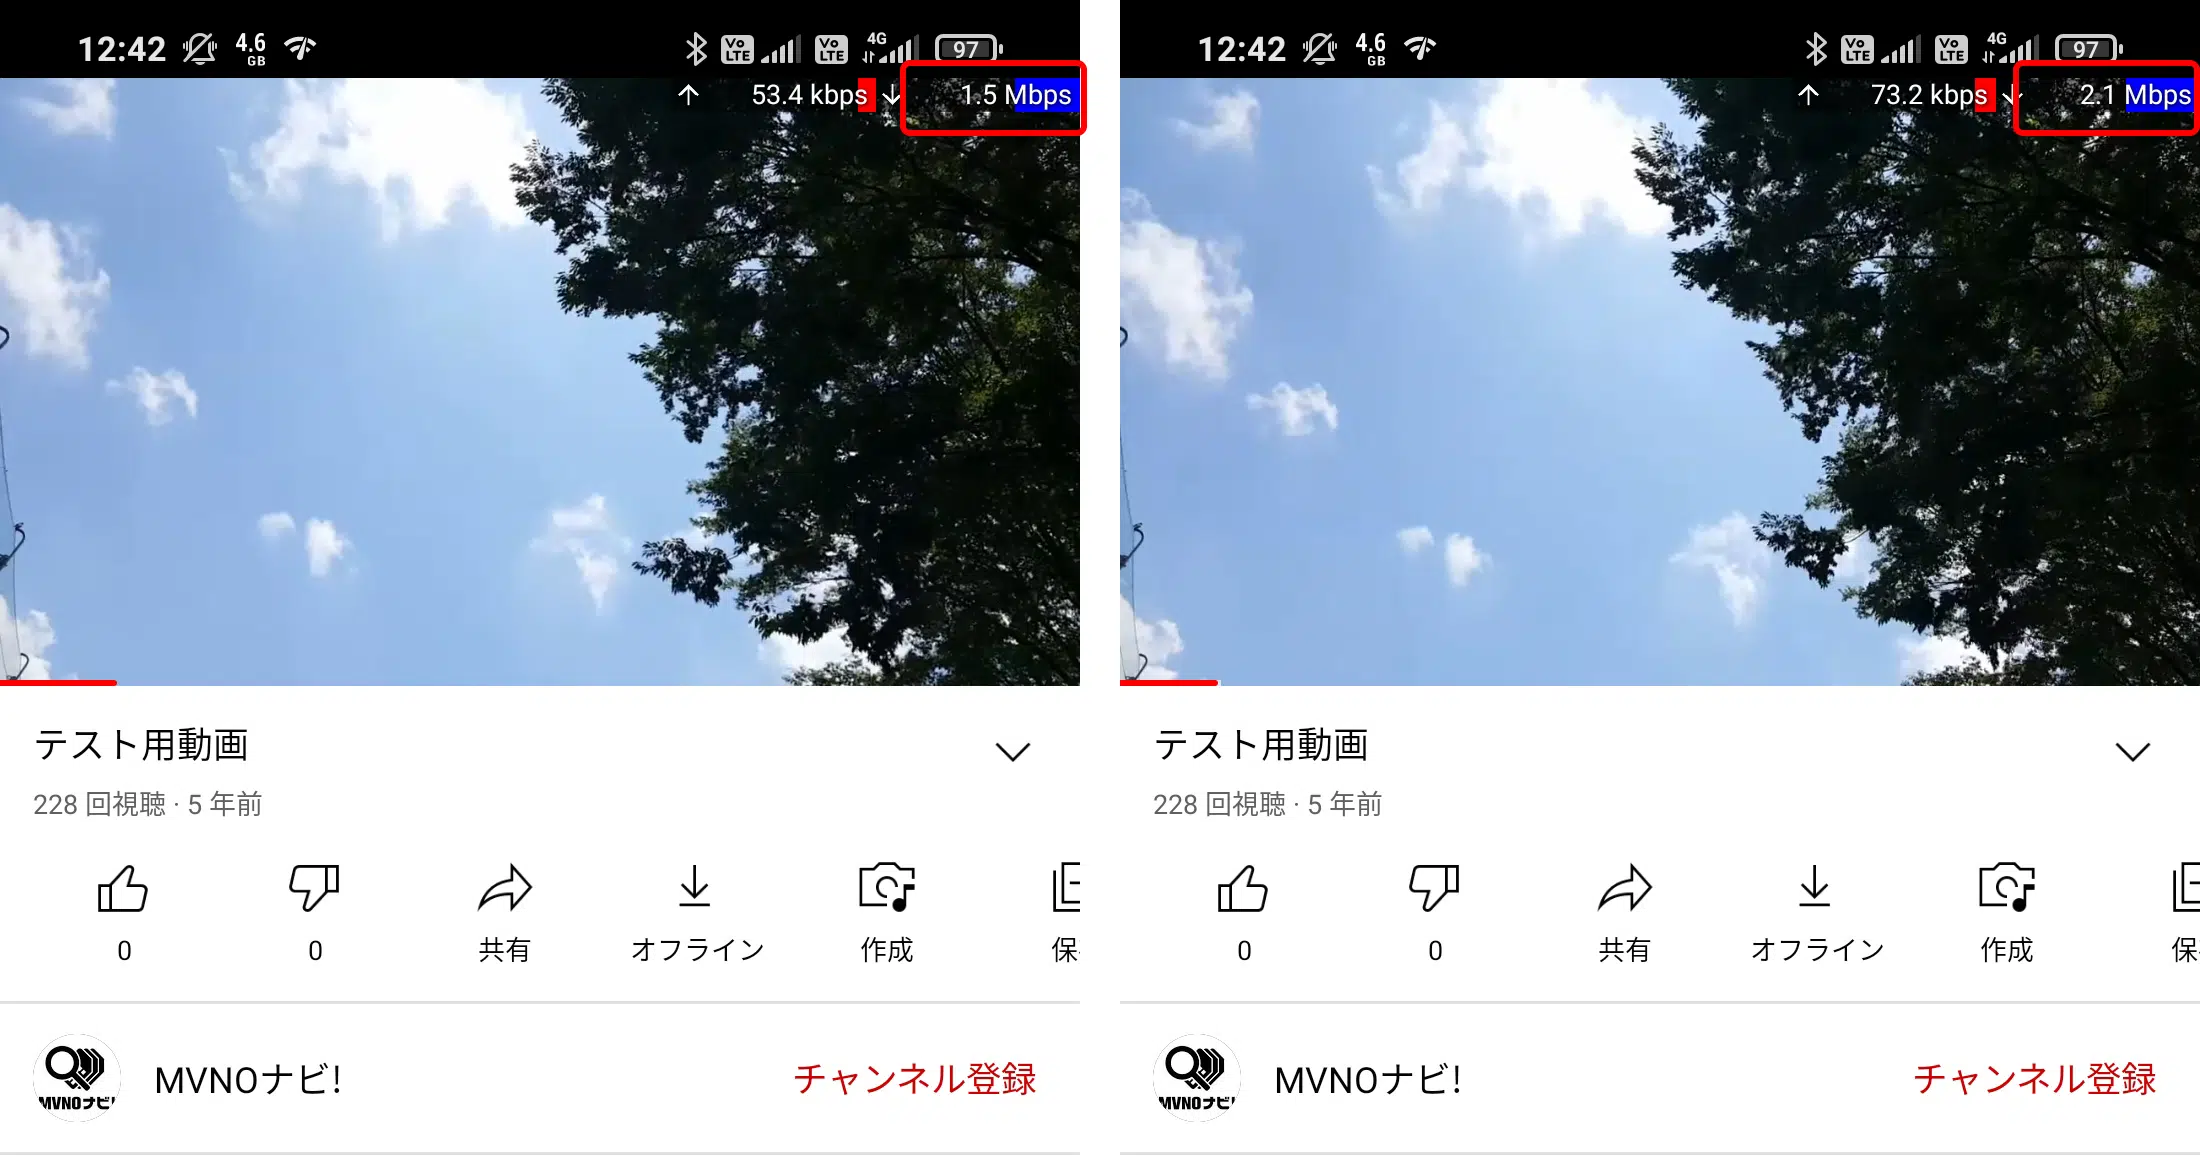 12:42 4.6 GB Vo LTE Vo LTE 4G 97
↑ 53.4 kbps ↓ 1.5 Mbps
テスト用動画
228 回視聴 · 5 年前
0 0 共有 オフライン 作成
MVNOナビ!
MVNOナビ! チャンネル登録
12:42 4.6 GB Vo LTE Vo LTE 4G 97
↑ 73.2 kbps ↓ 2.1 Mbps
テスト用動画
228 回視聴 · 5 年前
0 0 共有 オフライン 作成
MVNOナビ!
MVNOナビ! チャンネル登録